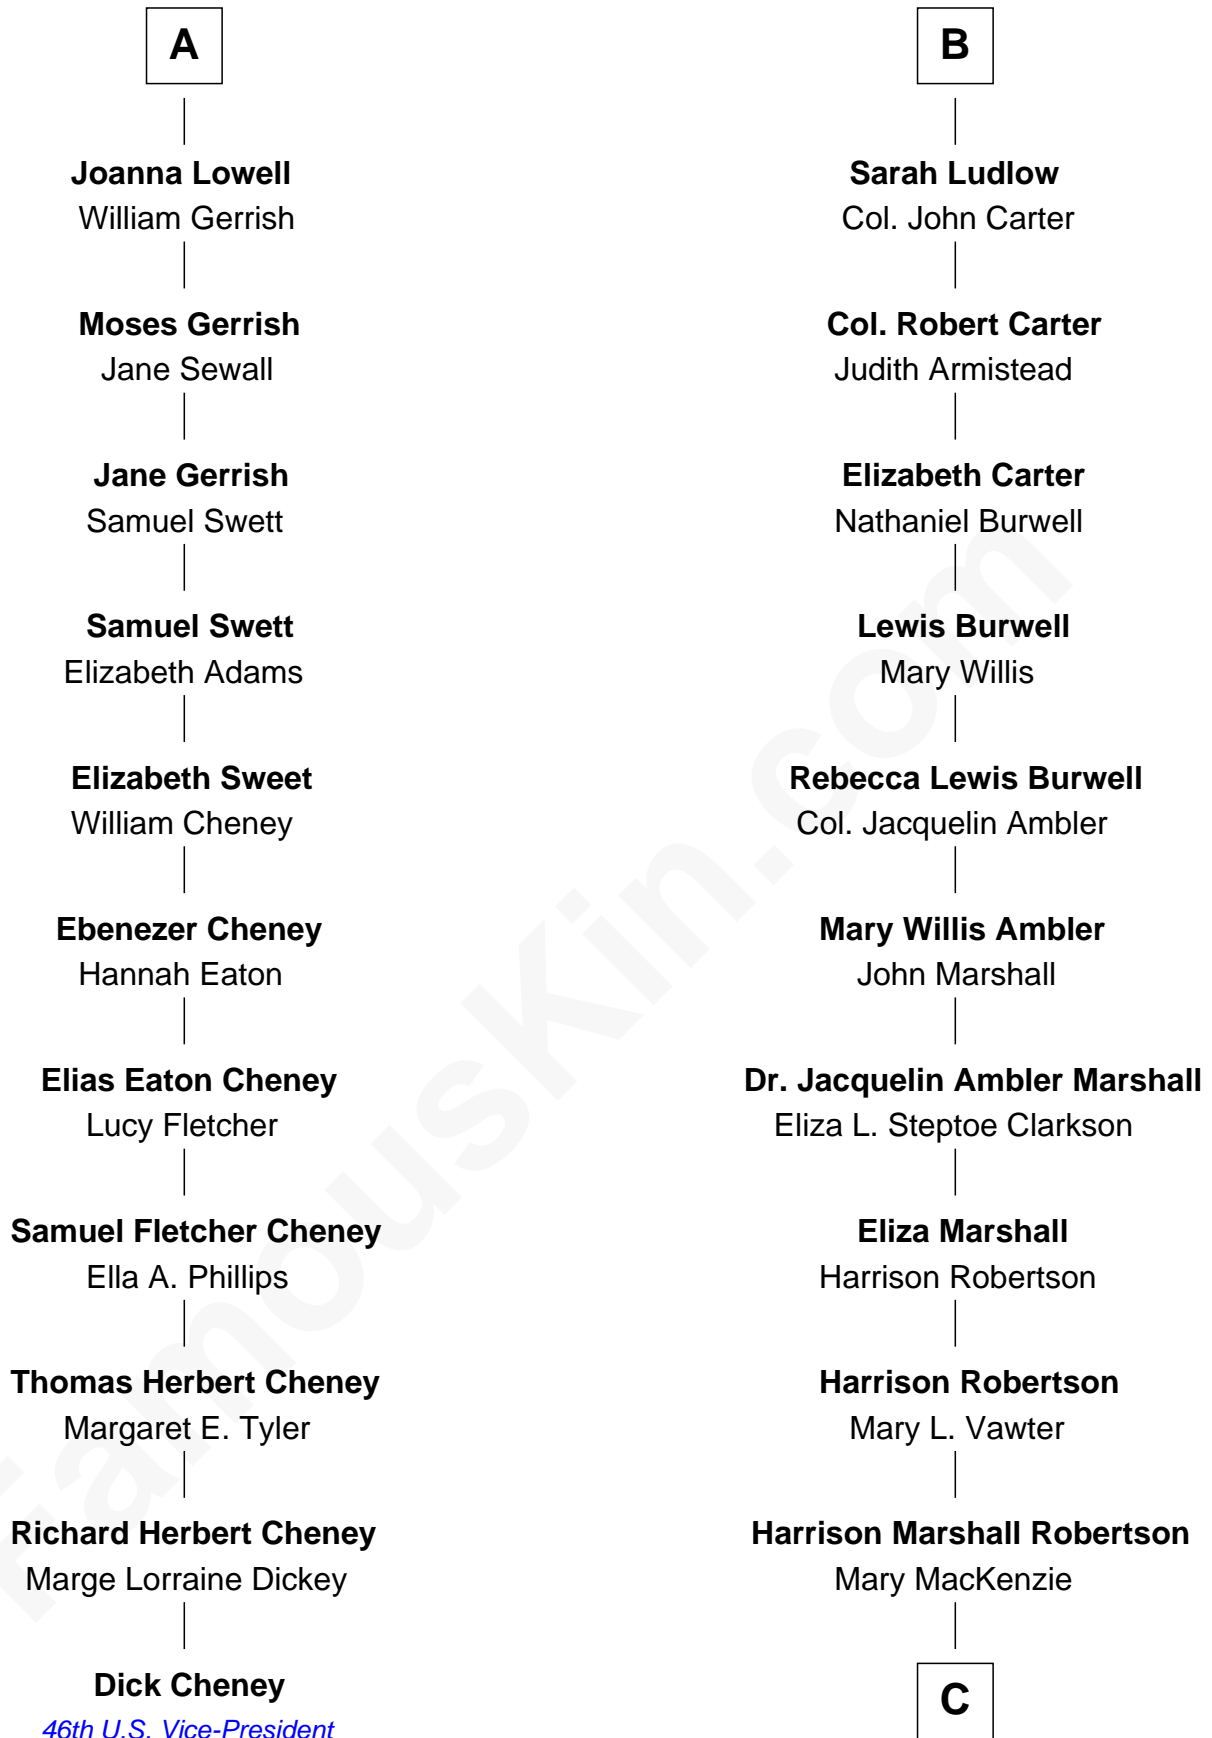 A
Joanna Lowell
William Gerrish
Moses Gerrish
Jane Sewall
Jane Gerrish
Samuel Swett
Samuel Swett
Elizabeth Adams
Elizabeth Sweet
William Cheney
Ebenezer Cheney
Hannah Eaton
Elias Eaton Cheney
Lucy Fletcher
Samuel Fletcher Cheney
Ella A. Phillips
Thomas Herbert Cheney
Margaret E. Tyler
Richard Herbert Cheney
Marge Lorraine Dickey
Dick Cheney
46th U.S. Vice-President
B
Sarah Ludlow
Col. John Carter
Col. Robert Carter
Judith Armistead
Elizabeth Carter
Nathaniel Burwell
Lewis Burwell
Mary Willis
Rebecca Lewis Burwell
Col. Jacquelin Ambler
Mary Willis Ambler
John Marshall
Dr. Jacquelin Ambler Marshall
Eliza L. Steptoe Clarkson
Eliza Marshall
Harrison Robertson
Harrison Robertson
Mary L. Vawter
Harrison Marshall Robertson
Mary MacKenzie
C
FamousKin.com